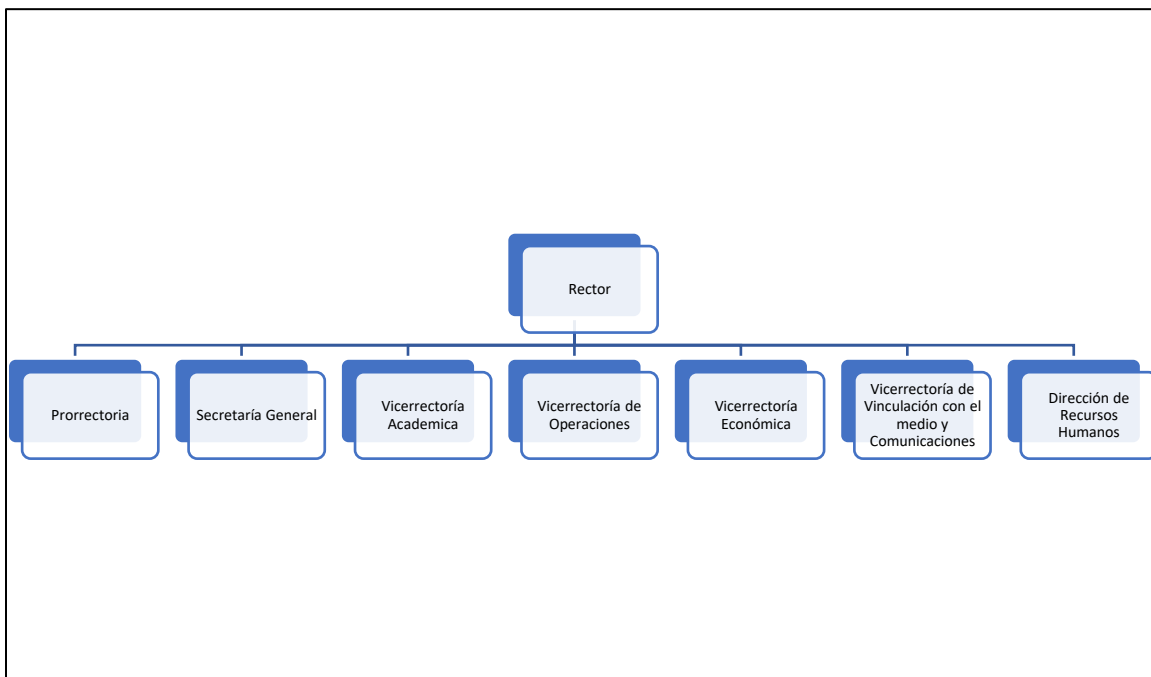 Rector
Prorrectoria
Secretaría General
Vicerrectoría
Academica
Vicerrectoría de
Operaciones
Vicerrectoría
Económica
Vicerrectoría de
Vinculación con el
medio y
Comunicaciones
Dirección de
Recursos
Humanos